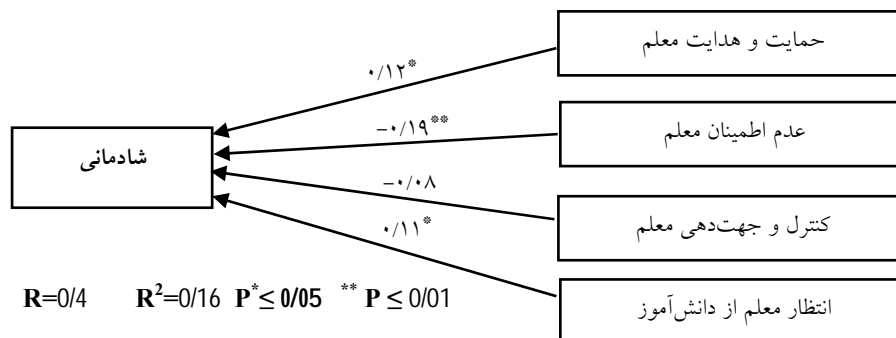 حمایت و هدایت معلم
۰/۱۲*
عدم اطمینان معلم
−۰/۱۹**
شادمانی
−۰/۰۸
کنترل و جهت‌دهی معلم
۰/۱۱*
انتظار معلم از دانش‌آموز
R=0/4 R²=0/16 P*≤ 0/05 ** P ≤ 0/01